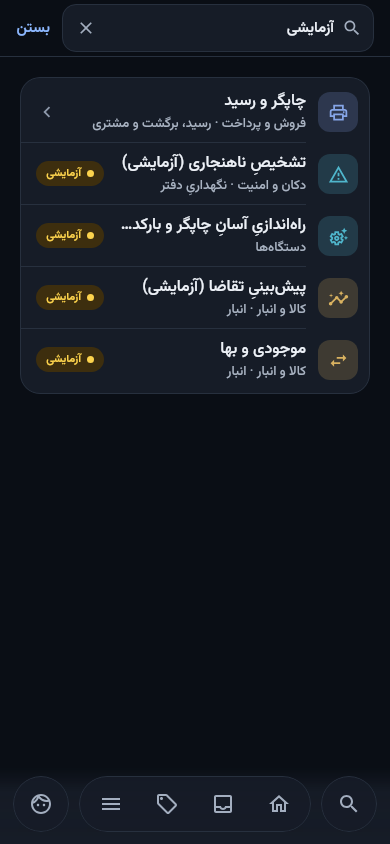 آزمایشی
بستن
چاپگر و رسید
فروش و پرداخت · رسید، برگشت و مشتری
تشخیصِ ناهنجاری (آزمایشی)
دکان و امنیت · نگهداریِ دفتر
آزمایشی
راه‌اندازیِ آسانِ چاپگر و بارکد...
دستگاه‌ها
آزمایشی
پیش‌بینیِ تقاضا (آزمایشی)
کالا و انبار · انبار
آزمایشی
موجودی و بها
کالا و انبار · انبار
آزمایشی